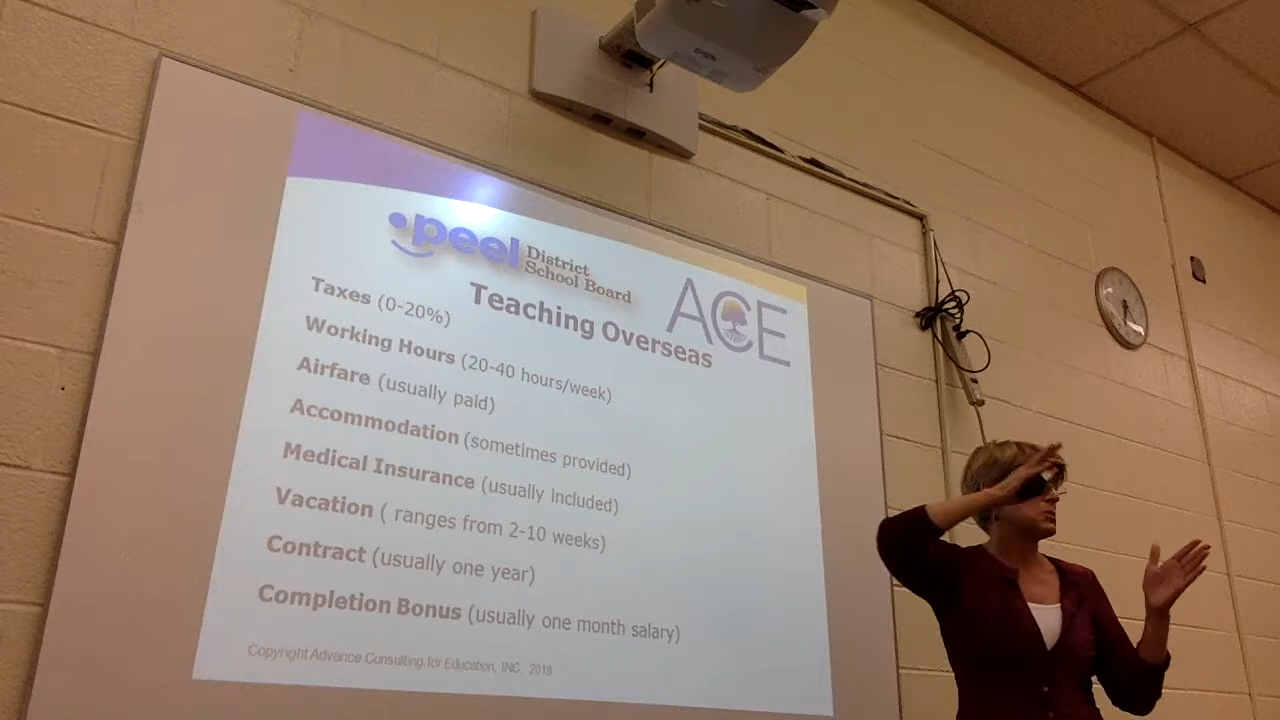 EPSON
peel District
School Board
ACE
Teaching Overseas
Taxes (0-20%)
Working Hours (20-40 hours/week)
Airfare (usually paid)
Accommodation (sometimes provided)
Medical Insurance (usually included)
Vacation ( ranges from 2-10 weeks)
Contract (usually one year)
Completion Bonus (usually one month salary)
Copyright Advance Consulting for Education, INC, 2018